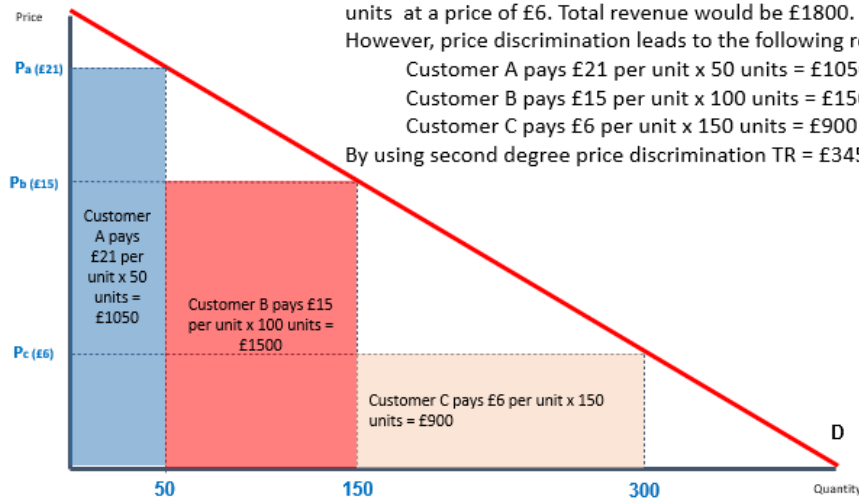 Price
units at a price of £6. Total revenue would be £1800.
However, price discrimination leads to the following
Customer A pays £21 per unit x 50 units = £105
Customer B pays £15 per unit x 100 units = £15
Customer C pays £6 per unit x 150 units = £900
By using second degree price discrimination TR = £345
Pa (£21)
Pb (£15)
Pc (£6)
Customer
A pays
£21 per
unit x 50
units =
£1050
Customer B pays £15
per unit x 100 units =
£1500
Customer C pays £6 per unit x 150
units = £900
D
50
150
300
Quantity